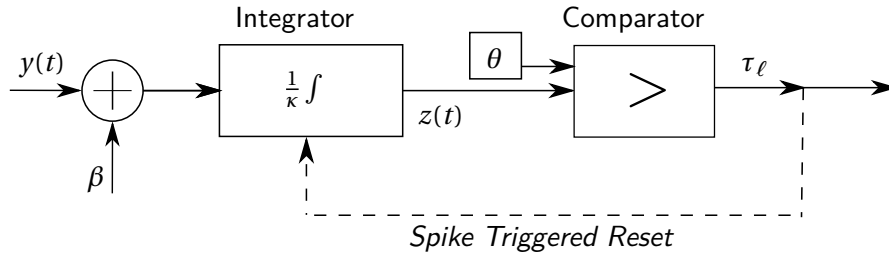 Integrator
Comparator
y(t)
θ
τ_ℓ
1/κ ∫
>
z(t)
β
Spike Triggered Reset